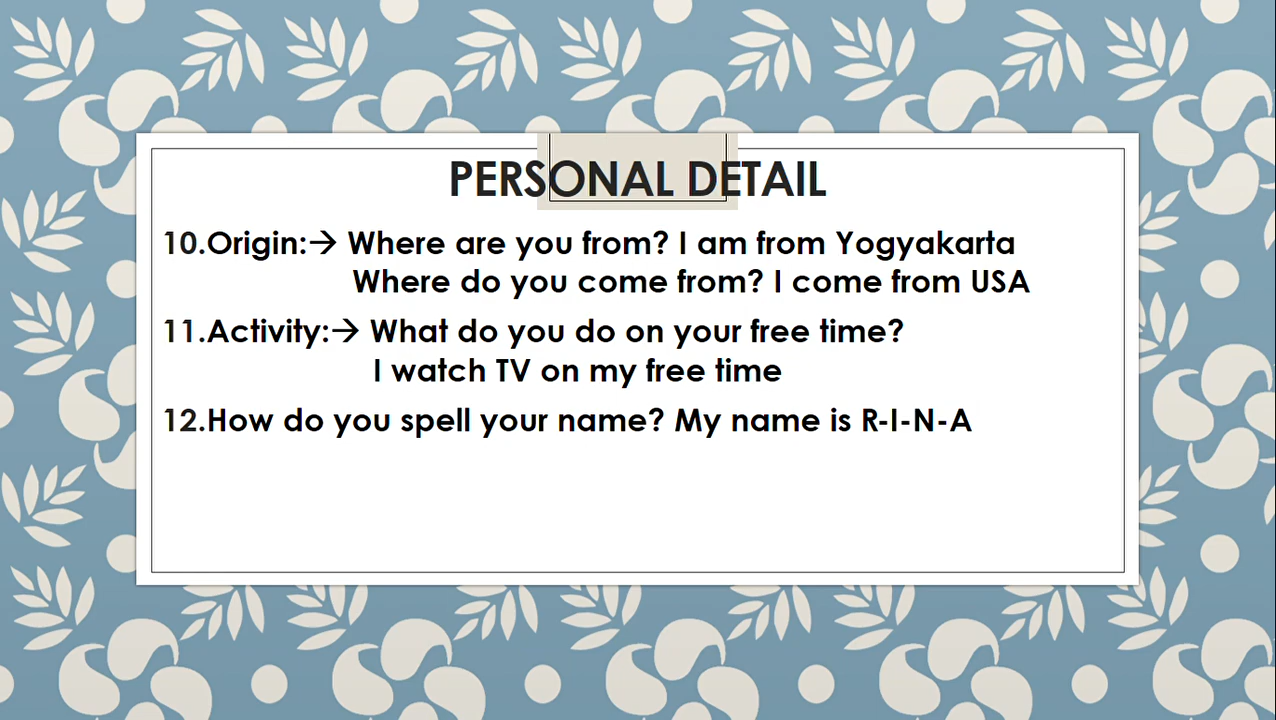 PERSONAL DETAIL
10.Origin:→ Where are you from? I am from Yogyakarta
Where do you come from? I come from USA
11.Activity:→ What do you do on your free time?
I watch TV on my free time
12.How do you spell your name? My name is R-I-N-A